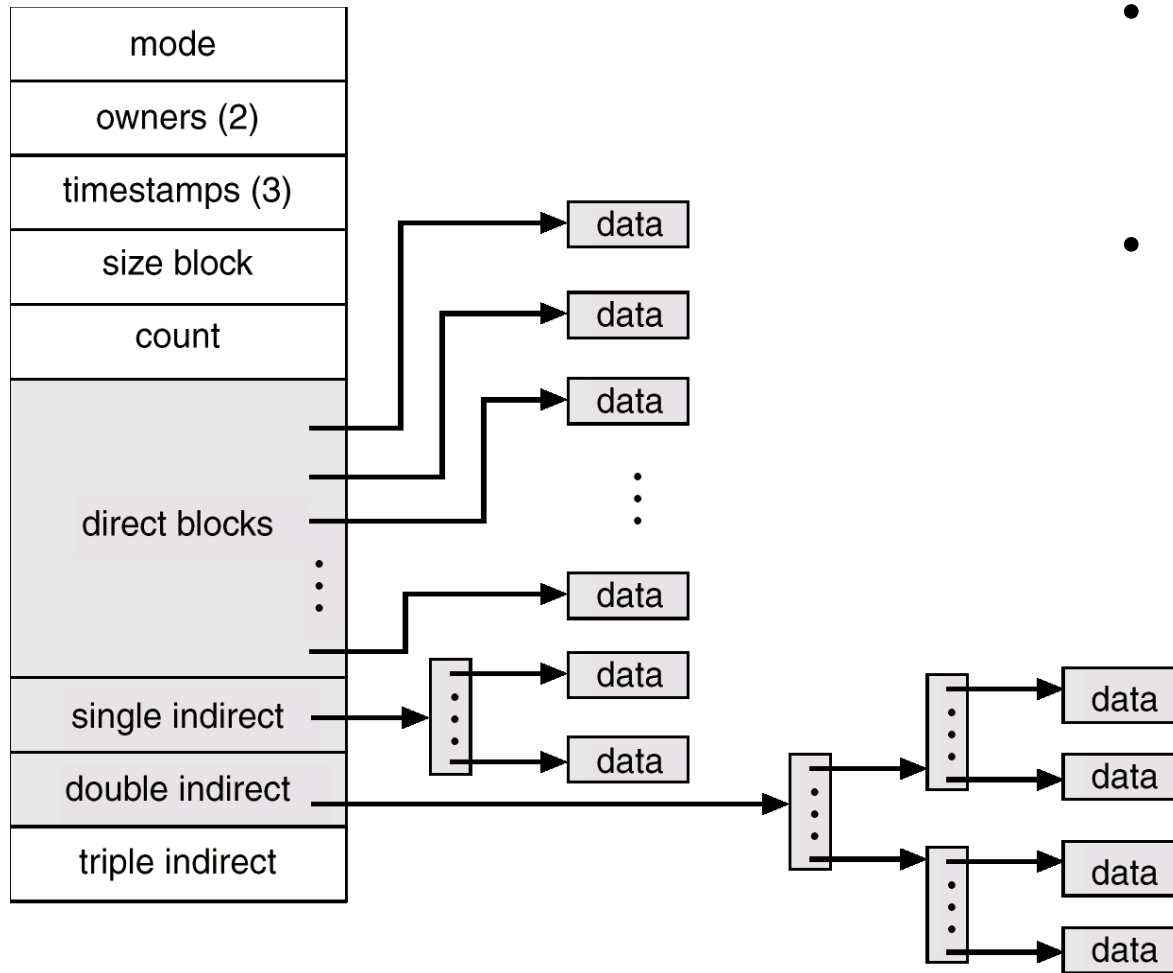 mode
owners (2)
timestamps (3)
size block
count
direct blocks
single indirect
double indirect
triple indirect
data
data
data
data
data
data
data
data
data
data